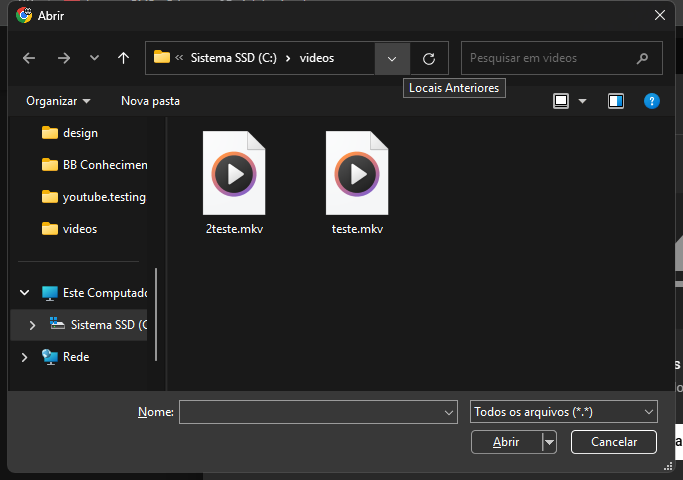 Abrir
Sistema SSD (C:)
videos
Pesquisar em videos
Locais Anteriores
Organizar
Nova pasta
design
BB Conhecimen
youtube.testing
videos
Este Computado
Sistema SSD (C
Rede
2teste.mkv
teste.mkv
Nome:
Todos os arquivos (*.*)
Abrir
Cancelar